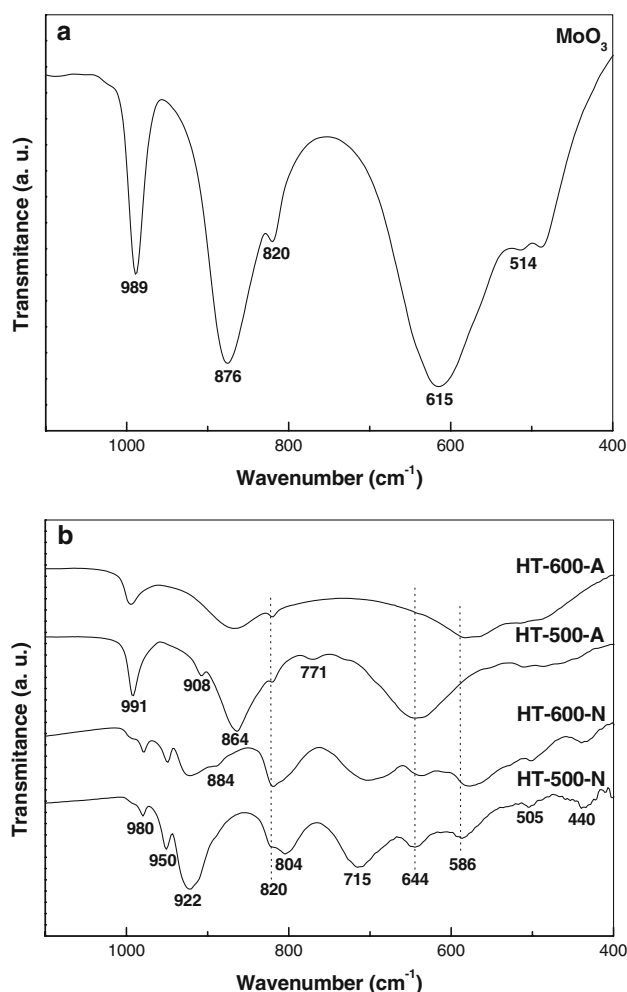 a
MoO₃
Transmitance (a. u.)
989
876
820
615
514
1000 800 600 400
Wavenumber (cm⁻¹)
b
HT-600-A
HT-500-A
HT-600-N
HT-500-N
Transmitance (a. u.)
991
908
864
771
884
980
950
922
820
804
715
644
586
505
440
1000 800 600 400
Wavenumber (cm⁻¹)